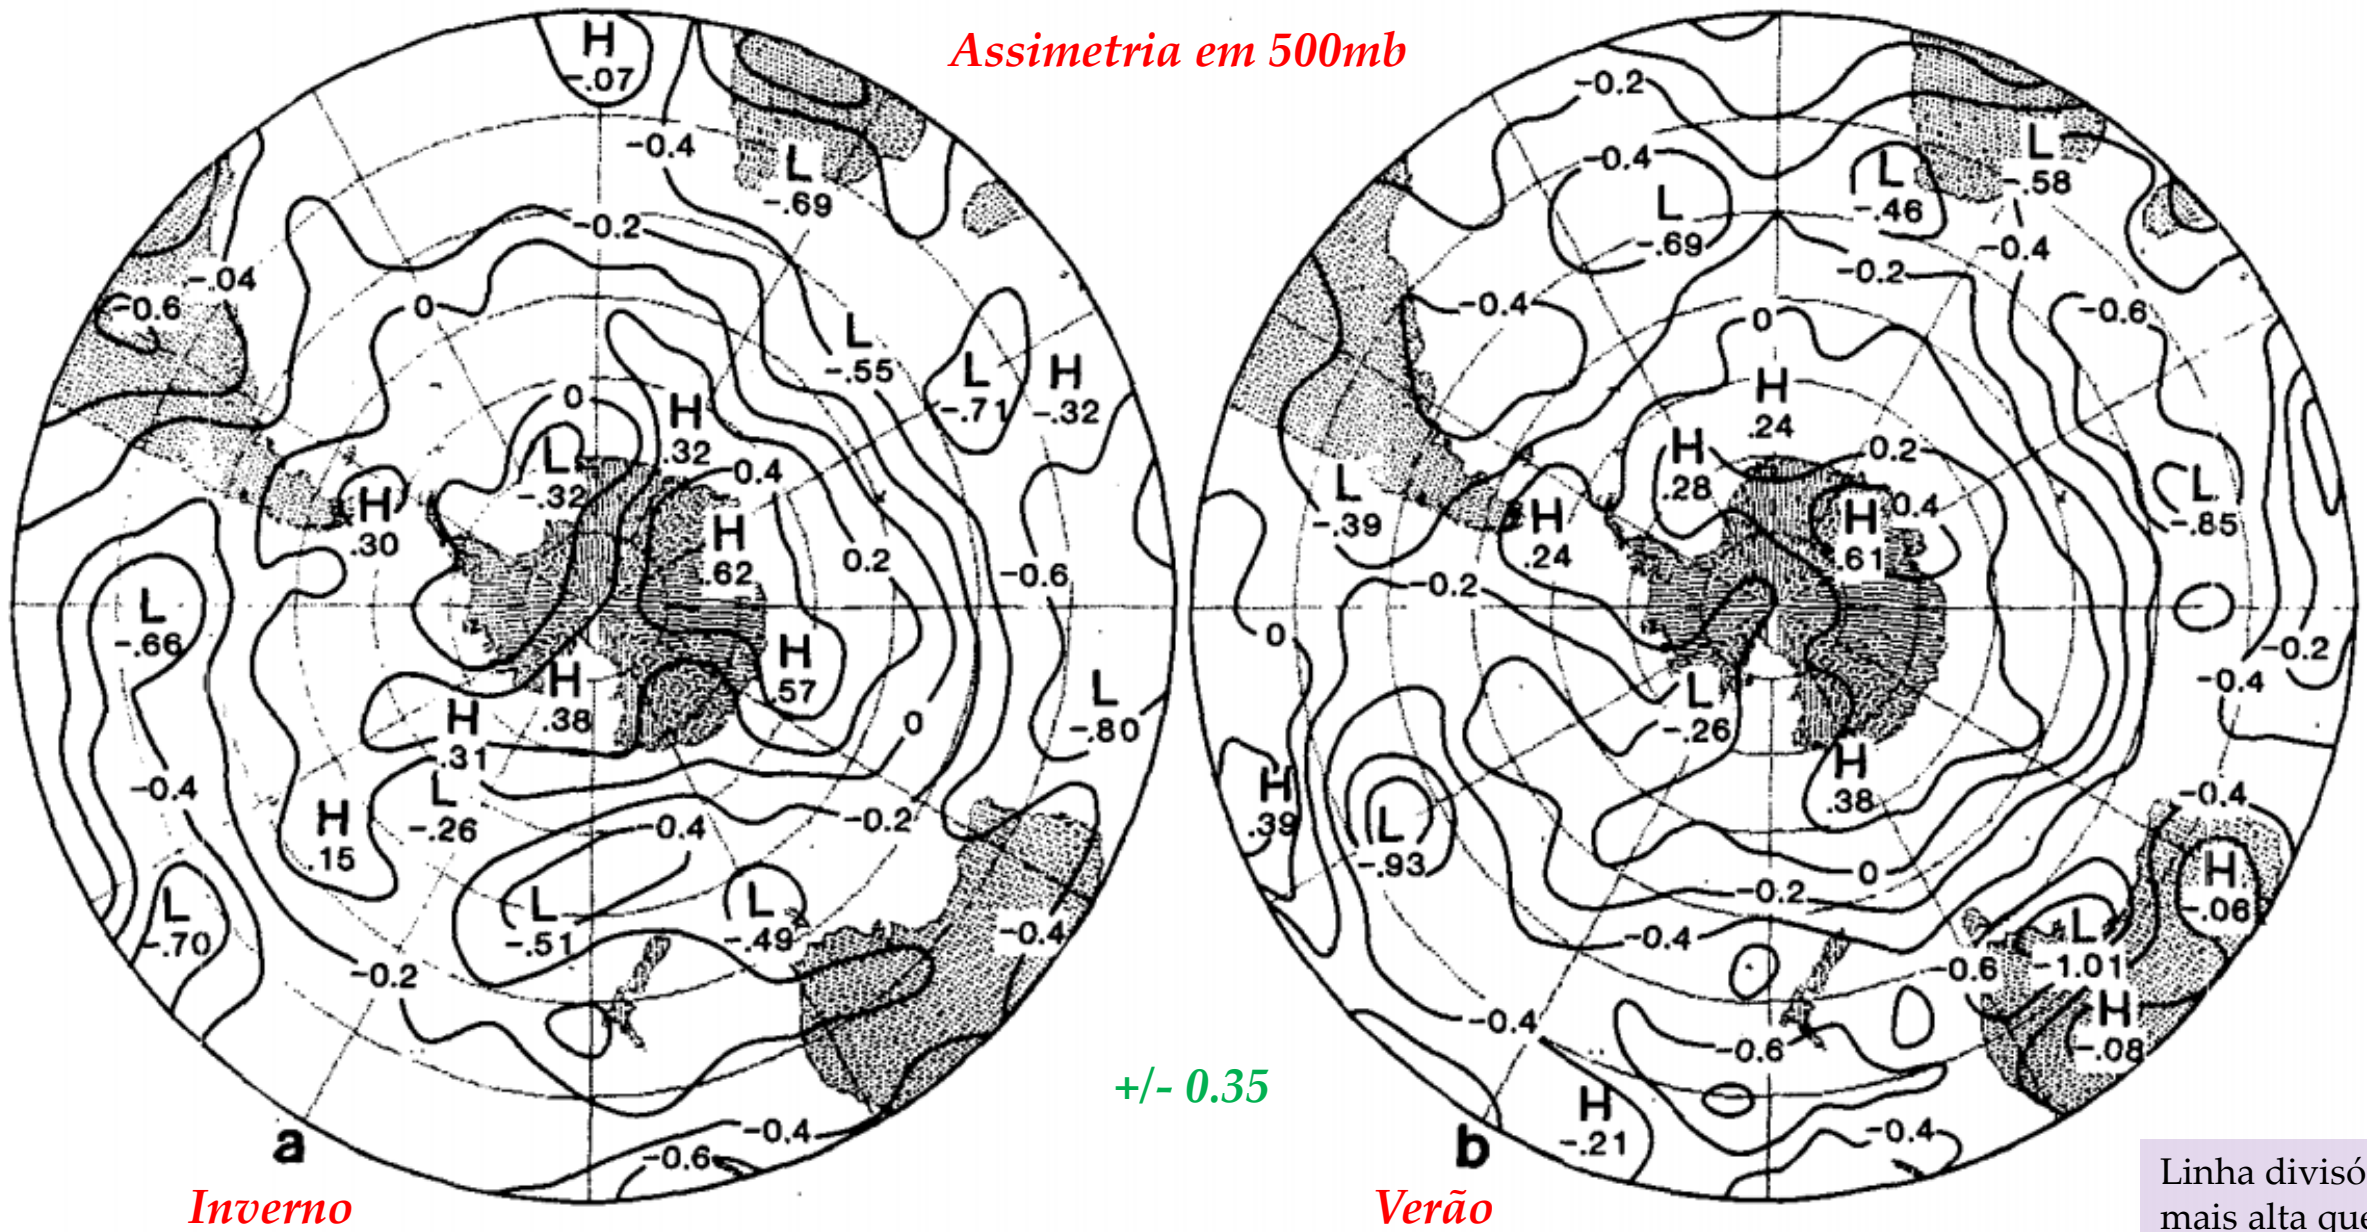 Assimetria em 500mb
H
-.07
-0.4
L
-.69
-0.2
-.04
-0.6
0
L
-.55
L
-.71
H
-.32
0
H
.32
L
-.32
0.4
H
.30
H
.62
0.2
-0.6
L
-.66
H
.57
H
.38
H
.31
0
L
-.80
-0.4
L
-.26
H
.15
-0.4
-0.2
L
-.70
L
-.51
L
-.49
-0.4
-0.2
-0.4
-0.6
a
Inverno
+/- 0.35
-0.2
-0.4
L
-.69
L
-.46
L
-.58
-0.4
-0.2
-0.4
-0.6
0
H
.24
H
.28
0.2
L
-.39
H
.24
H
.61
0.4
L
-.85
-0.2
0
-0.2
-0.4
L
-.26
H
.39
L
-.93
H
.38
-0.4
0
-0.2
H
-.06
-0.4
-0.6
L
-1.01
H
-.08
-0.4
-0.6
H
-.21
-0.4
b
Verão
Linha divisó
mais alta que